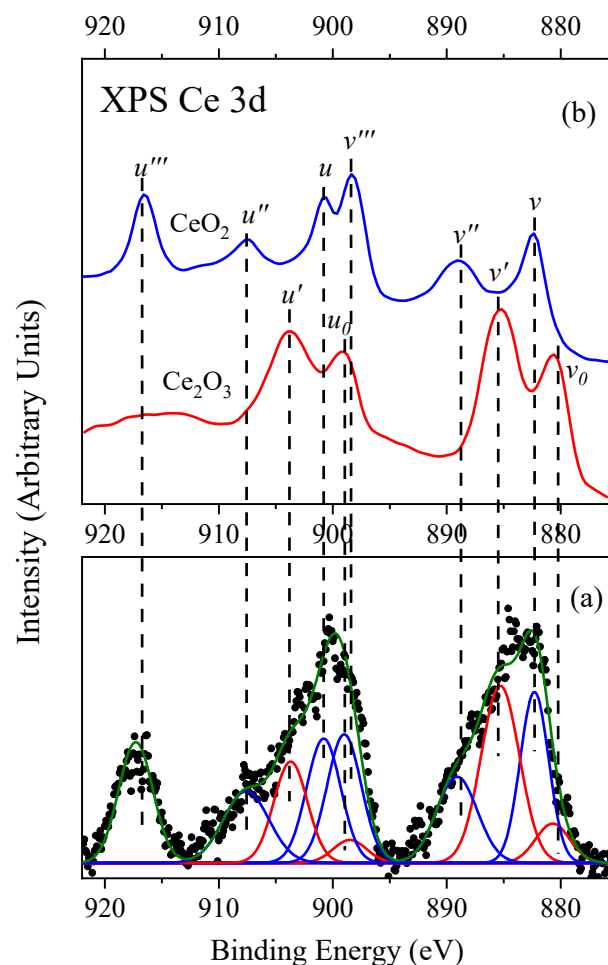 920 910 900 890 880
XPS Ce 3d
(b)
u''' u'' u v''' v'' v
CeO₂
u' u₀ v' v₀
Ce₂O₃
920 910 900 890 880
(a)
920 910 900 890 880
Binding Energy (eV)
Intensity (Arbitrary Units)